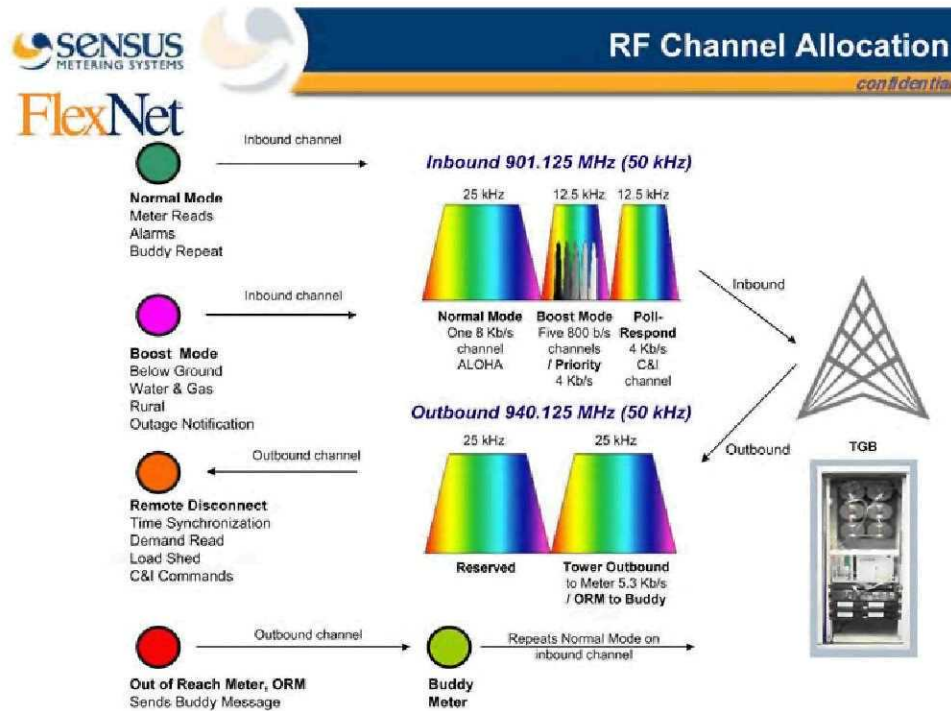 SENSUS
METERING SYSTEMS
FlexNet
RF Channel Allocation
confidential
Inbound channel
Normal Mode
Meter Reads
Alarms
Buddy Repeat
Inbound channel
Boost Mode
Below Ground
Water & Gas
Rural
Outage Notification
Outbound channel
Remote Disconnect
Time Synchronization
Demand Read
Load Shed
C&I Commands
Inbound 901.125 MHz (50 kHz)
25 kHz
12.5 kHz
12.5 kHz
Normal Mode
One 8 Kb/s
channel
ALOHA
Boost Mode
Five 800 b/s
channels
/ Priority
4 Kb/s
Poll-
Respond
4 Kb/s
C&I
channel
Inbound
Outbound 940.125 MHz (50 kHz)
25 kHz
25 kHz
Reserved
Tower Outbound
to Meter 5.3 Kb/s
/ ORM to Buddy
Outbound
TGB
Outbound channel
Out of Reach Meter, ORM
Sends Buddy Message
Buddy
Meter
Repeats Normal Mode on
inbound channel